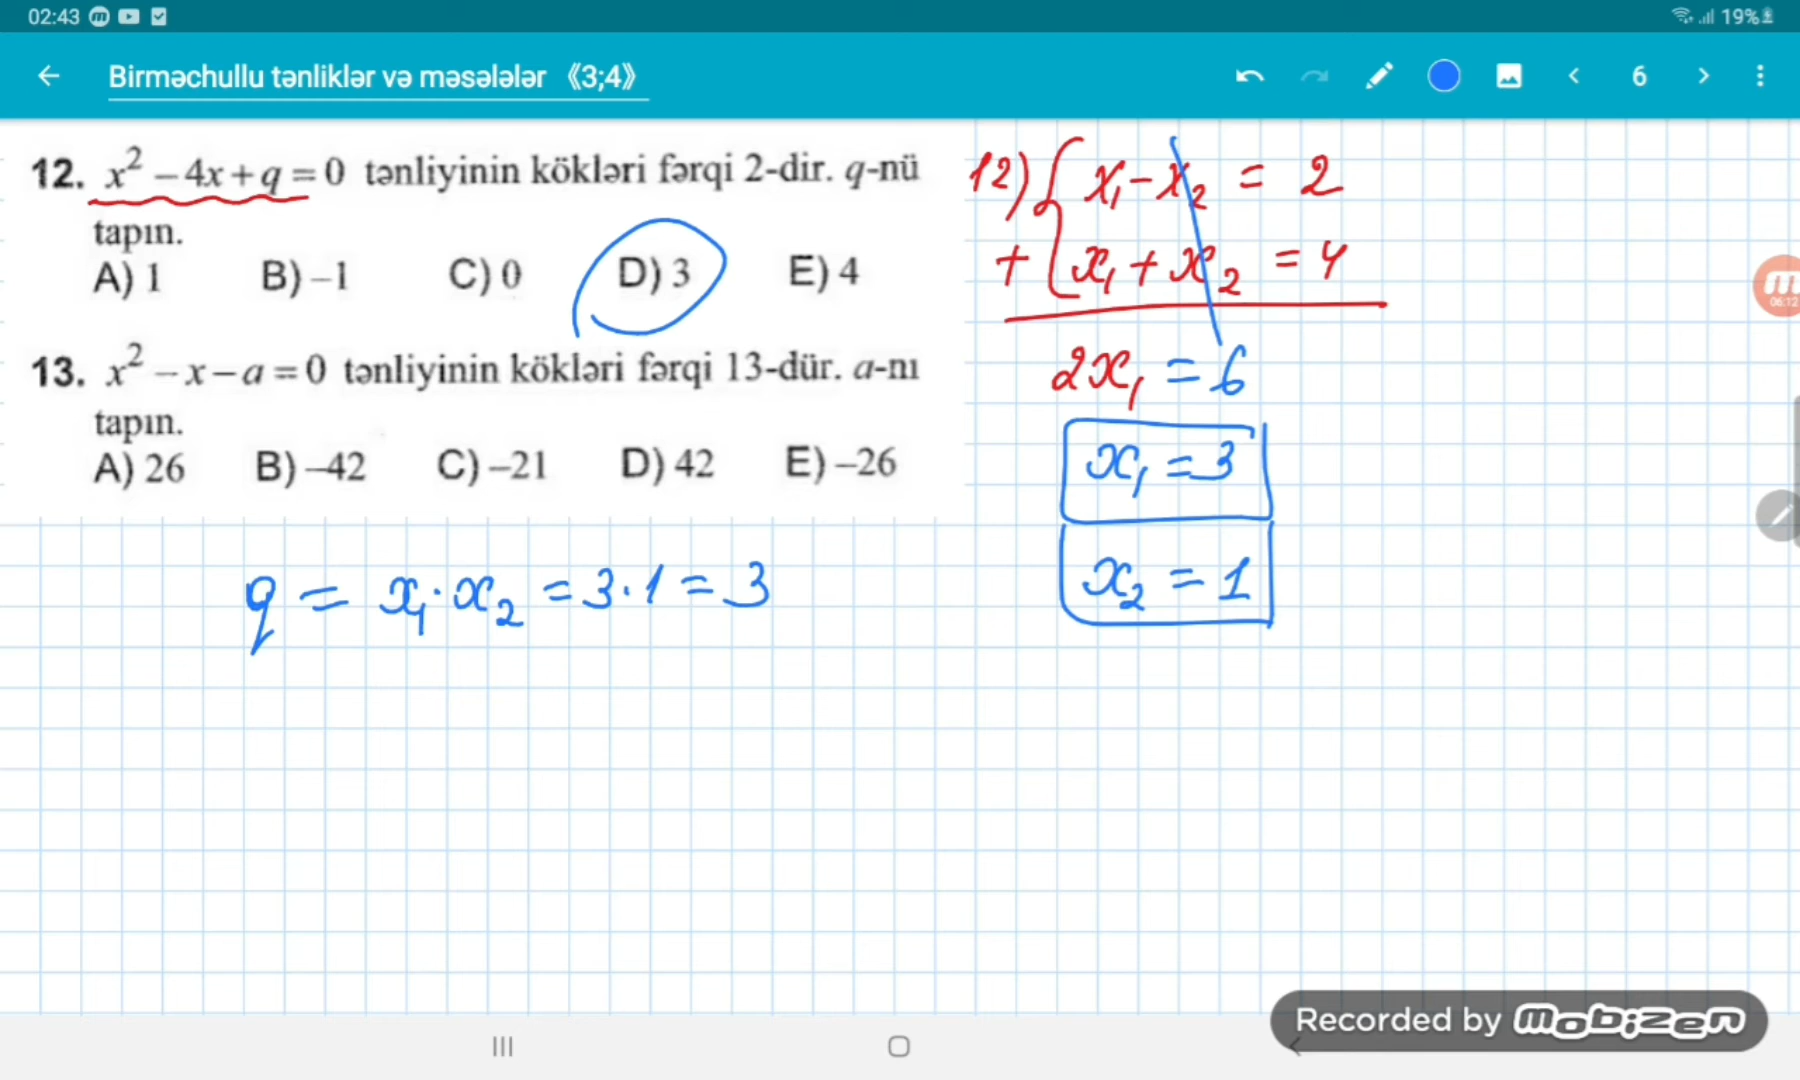 02:43
19%
Birməchullu tənliklər və məsələlər 《3;4》
6
12. x² – 4x + q = 0 tənliyinin kökləri fərqi 2-dir. q-nü
tapın.
A) 1 B) –1 C) 0 D) 3 E) 4
13. x² – x – a = 0 tənliyinin kökləri fərqi 13-dür. a-nı
tapın.
A) 26 B) –42 C) –21 D) 42 E) –26
12) { x₁ - x₂ = 2
+ x₁ + x₂ = 4
2x₁ = 6
x₁ = 3
x₂ = 1
q = x₁ · x₂ = 3 · 1 = 3
06:12
Recorded by mobizen